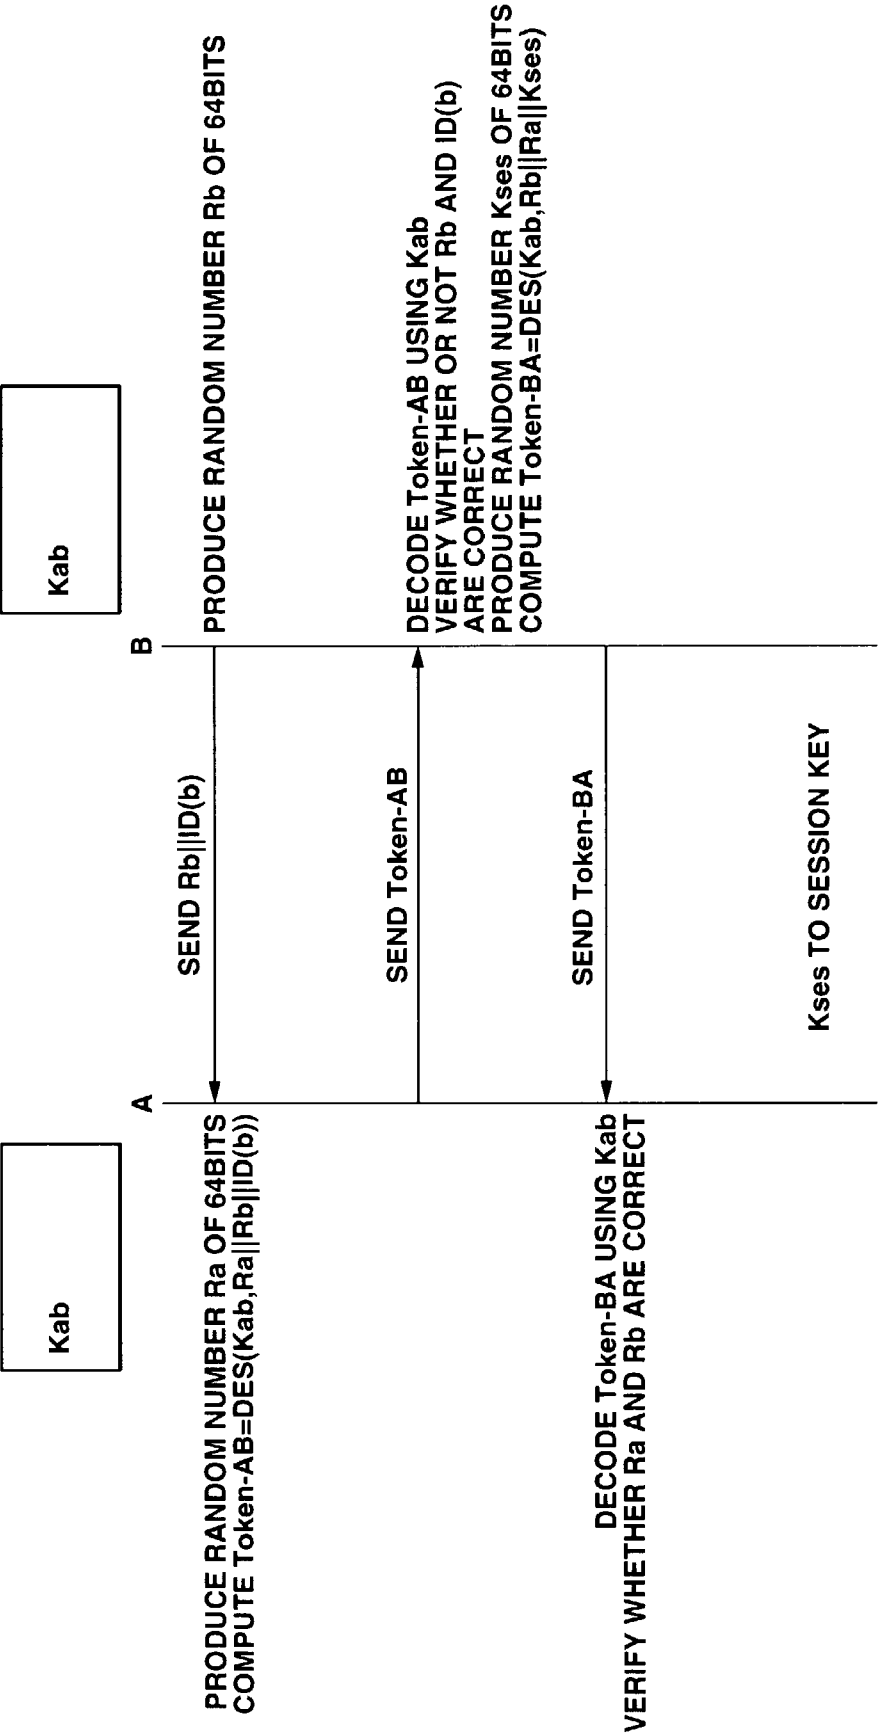 Kab
Kab
A
B
PRODUCE RANDOM NUMBER Rb OF 64BITS
SEND Rb||ID(b)
PRODUCE RANDOM NUMBER Ra OF 64BITS
COMPUTE Token-AB=DES(Kab,Ra||Rb||ID(b))
SEND Token-AB
DECODE Token-AB USING Kab
VERIFY WHETHER OR NOT Rb AND ID(b)
ARE CORRECT
PRODUCE RANDOM NUMBER Kses OF 64BITS
COMPUTE Token-BA=DES(Kab,Rb||Ra||Kses)
SEND Token-BA
DECODE Token-BA USING Kab
VERIFY WHETHER Ra AND Rb ARE CORRECT
Kses TO SESSION KEY